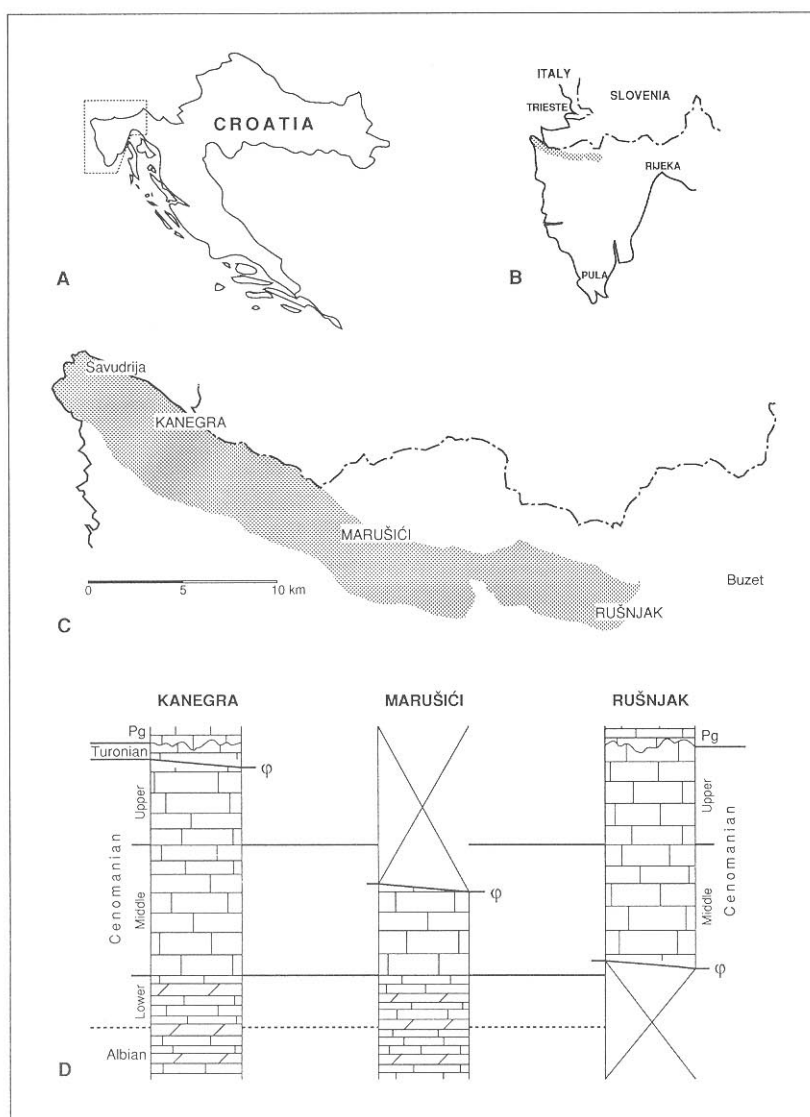 CROATIA
A
ITALY
SLOVENIA
TRIESTE
RIJEKA
PULA
B
Savudrija
KANEGRA
MARUŠIĆI
Buzet
RUŠNJAK
0 5 10 km
C
KANEGRA MARUŠIĆI RUŠNJAK
Pg
Turonian
φ
Upper
Middle
Cenomanian
Lower
Albian
φ
Pg
Upper
Middle
Cenomanian
φ
D